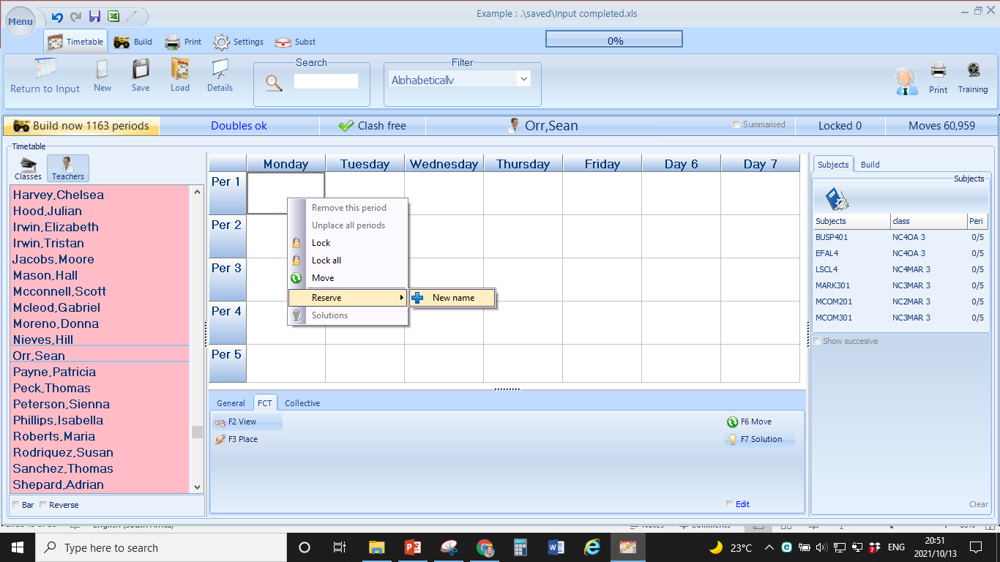 Example : .\saved\Input completed.xls
Menu
Timetable Build Print Settings Subst
0%
Return to Input New Save Load Details
Search
Filter
Alphabetically
Print Training
Build now 1163 periods Doubles ok Clash free Orr,Sean Summarised Locked 0 Moves 60,959
Timetable
Classes Teachers
Harvey,Chelsea
Hood,Julian
Irwin,Elizabeth
Irwin,Tristan
Jacobs,Moore
Mason,Hall
Mcconnell,Scott
Mcleod,Gabriel
Moreno,Donna
Nieves,Hill
Orr,Sean
Payne,Patricia
Peck,Thomas
Peterson,Sienna
Phillips,Isabella
Roberts,Maria
Rodriquez,Susan
Sanchez,Thomas
Shepard,Adrian
Bar Reverse
Monday Tuesday Wednesday Thursday Friday Day 6 Day 7
Per 1
Per 2
Per 3
Per 4
Per 5
Remove this period
Unplace all periods
Lock
Lock all
Move
Reserve New name
Solutions
General FCT Collective
F2 View
F3 Place
F6 Move
F7 Solution
Edit
Subjects Build
Subjects
Subjects class Peri
BUSP401 NC4OA 3 0/5
EFAL4 NC4OA 3 0/5
LSCL4 NC4MAR 3 0/5
MARK301 NC3MAR 3 0/5
MCOM201 NC2MAR 3 0/5
MCOM301 NC3MAR 3 0/5
Show succesive
Clear
English (South Africa)
Type here to search
23°C ENG
20:51
2021/10/13